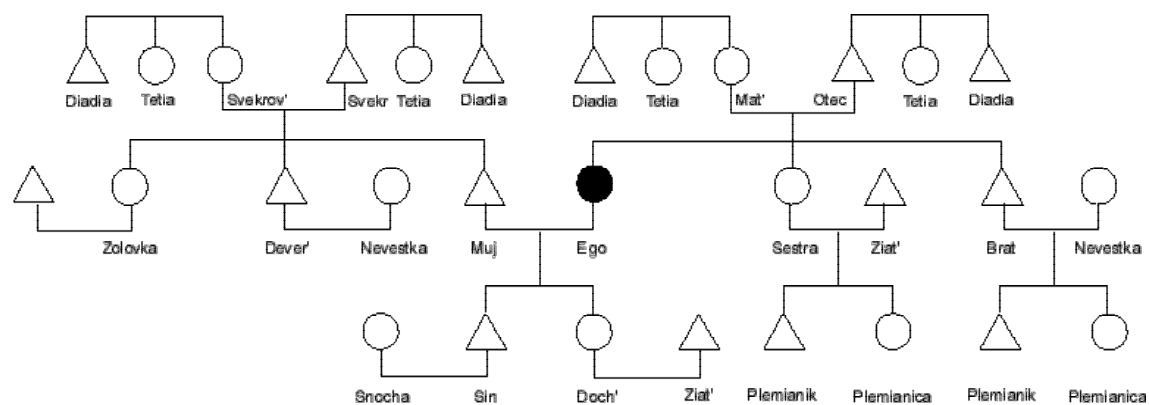 Diadia Tetia Svekrov' Svekr Tetia Diadia Diadia Tetia Mat' Otec Tetia Diadia
Zolovka Dever' Nevestka Muj Ego Sestra Ziat' Brat Nevestka
Snocha Sin Doch' Ziat' Plemianik Plemianica Plemianik Plemianica